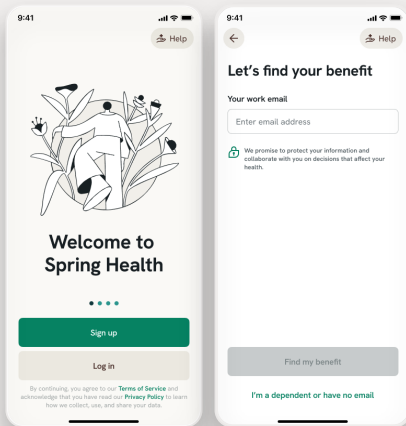 9:41
Help
Welcome to
Spring Health
Sign up
Log in
By continuing, you agree to our Terms of Service and
acknowledge that you have read our Privacy Policy to learn
how we collect, use, and share your data.
9:41
Help
Let's find your benefit
Your work email
Enter email address
We promise to protect your information and
collaborate with you on decisions that affect your
health.
Find my benefit
I'm a dependent or have no email